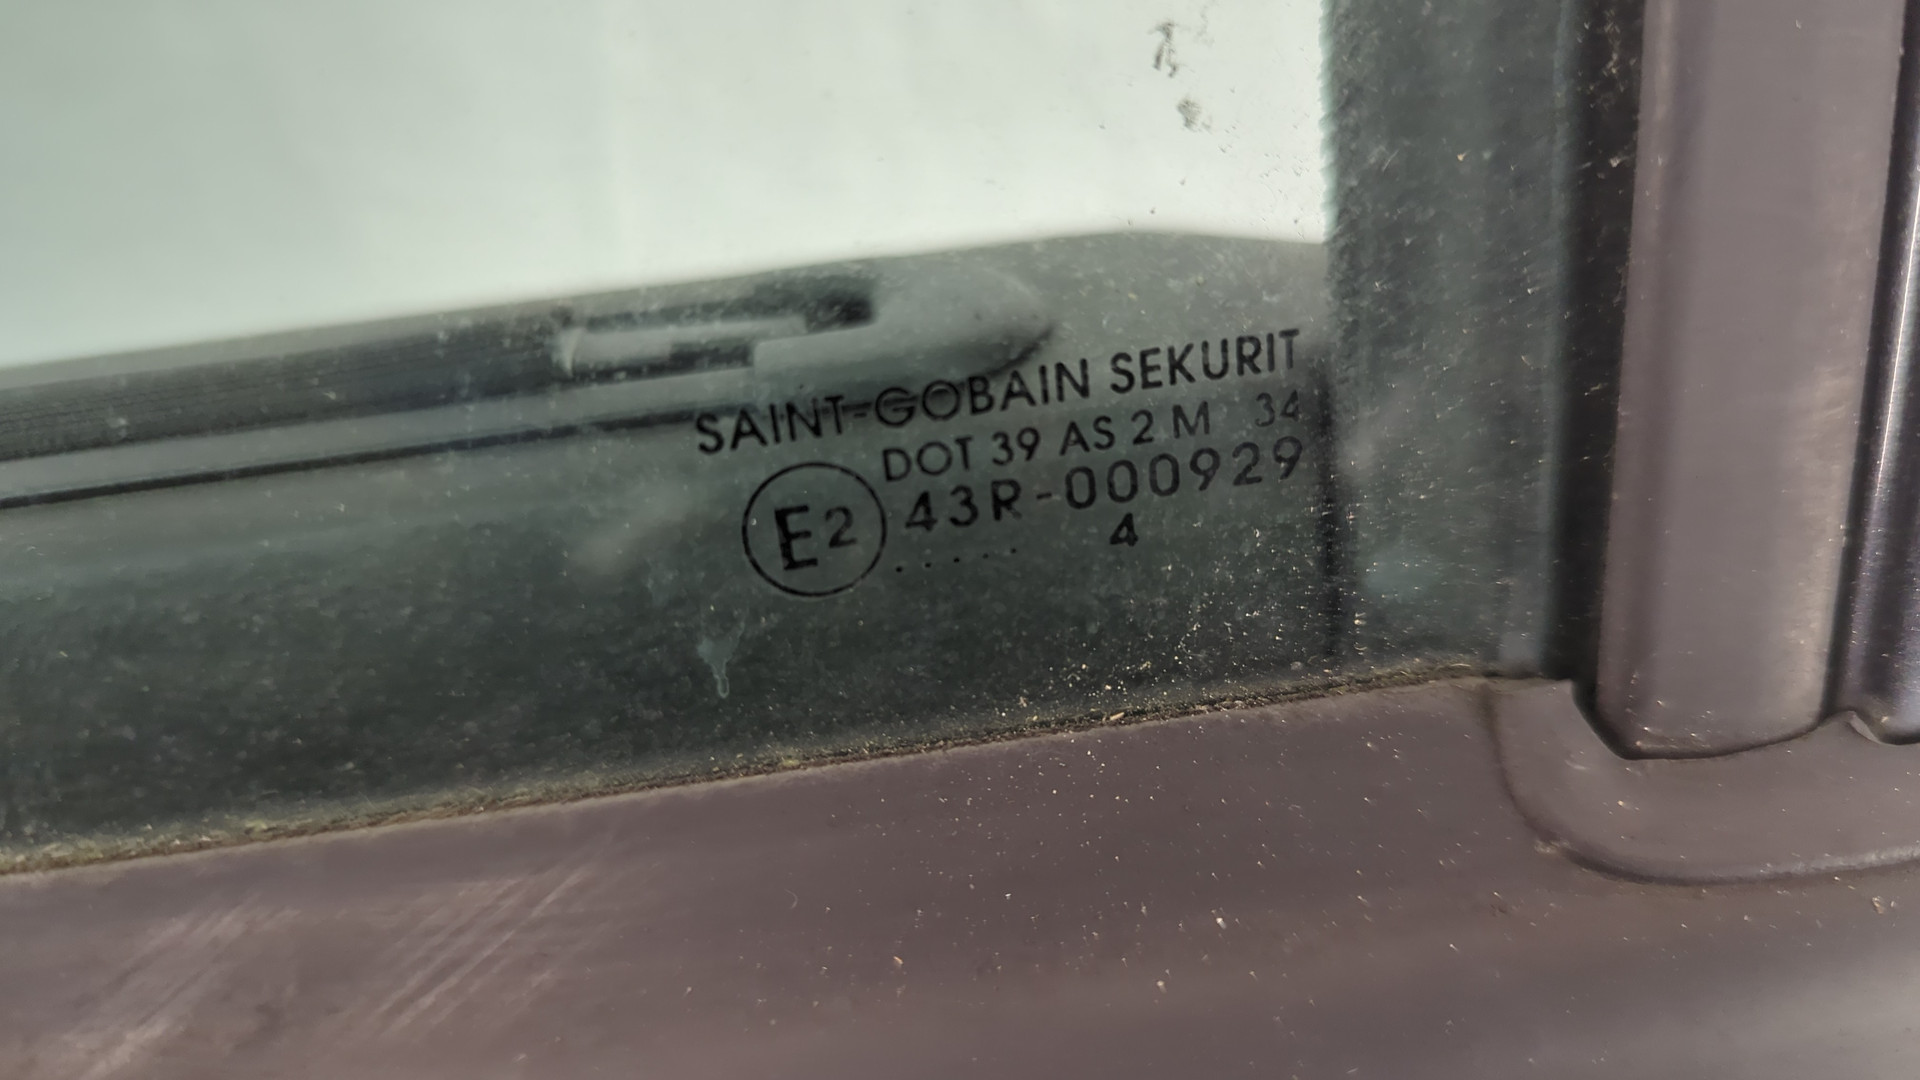 SAINT-GOBAIN SEKURIT
DOT 39 AS 2 M 34
E2 43R-000929
..... 4